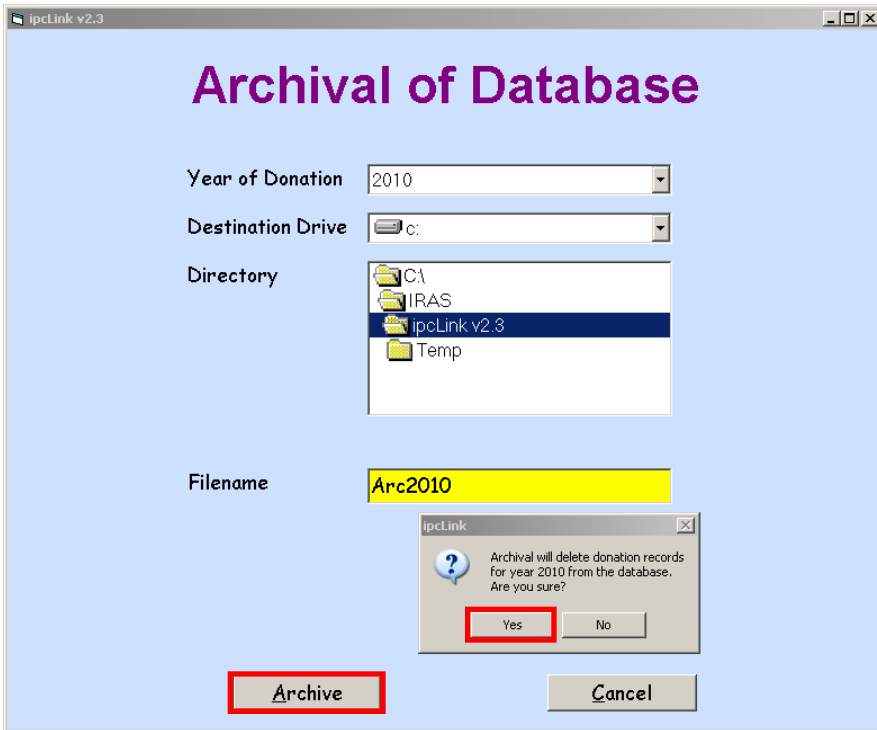 ipcLink v2.3
Archival of Database
Year of Donation 2010
Destination Drive c:
Directory C:\
IRAS
ipcLink v2.3
Temp
Filename Arc2010
ipcLink
Archival will delete donation records
for year 2010 from the database.
Are you sure?
Yes No
Archive Cancel